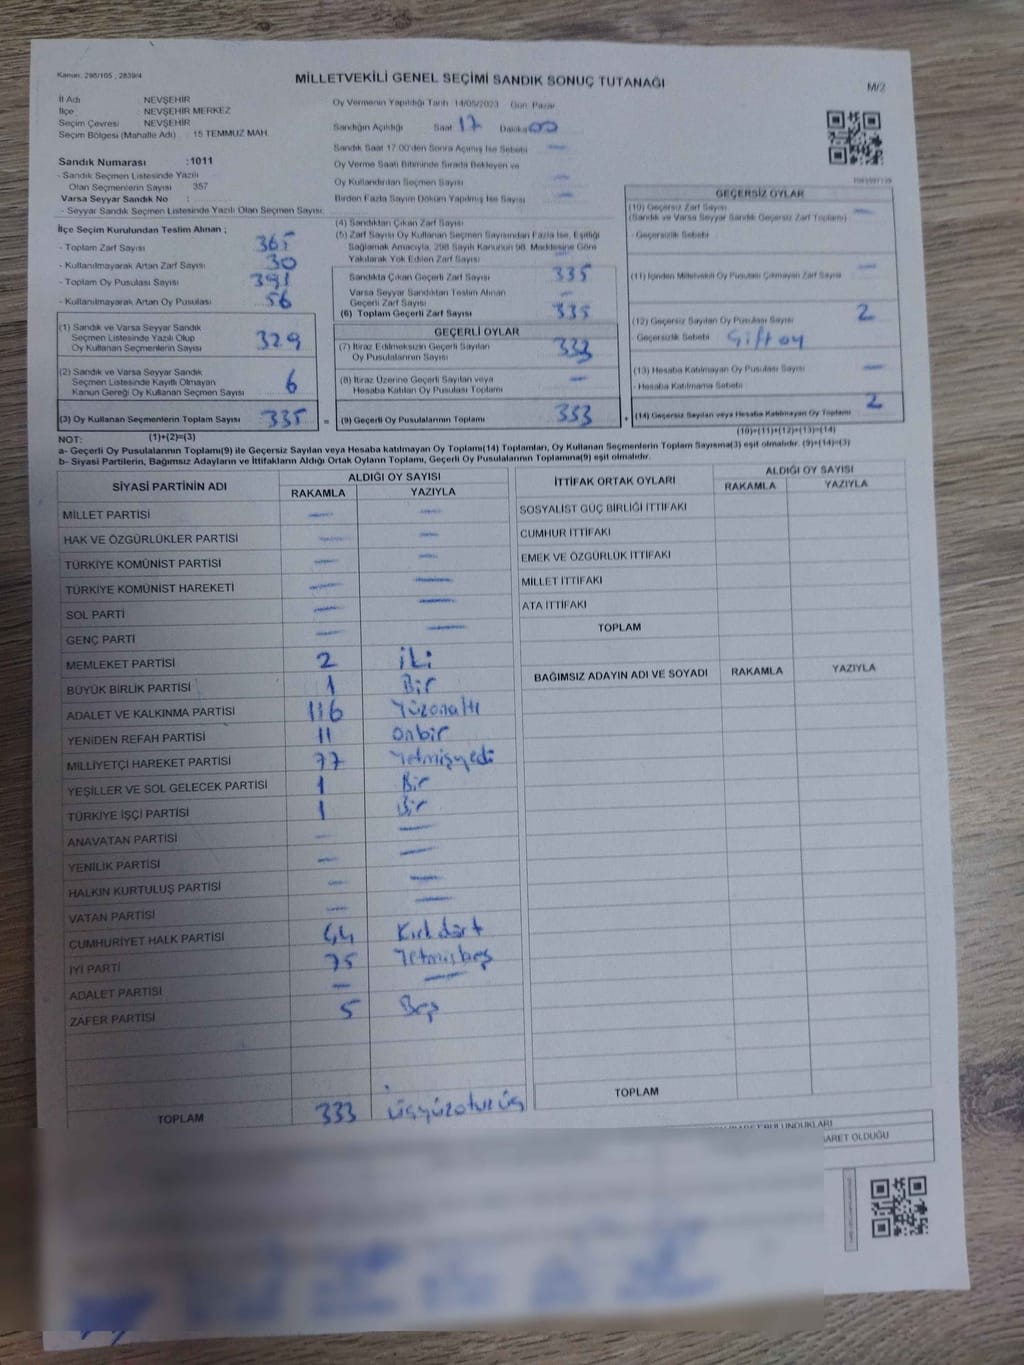 Kanun: 298/105 , 2839/4
MİLLETVEKİLİ GENEL SEÇİMİ SANDIK SONUÇ TUTANAĞI
M/2
İl Adı NEVŞEHİR
İlçe NEVŞEHİR MERKEZ
Seçim Çevresi NEVŞEHİR
Seçim Bölgesi (Mahalle Adı) : 15 TEMMUZ MAH.
Oy Vermenin Yapıldığı Tarih 14/05/2023 Gün Pazar
Sandığın Açıldığı Saat 17 Dakika 00
Sandık Saat 17.00'den Sonra Açılmış İse Sebebi —
Oy Verme Saati Bitiminde Sırada Bekleyen ve
Oy Kullandırılan Seçmen Sayısı —
Birden Fazla Sayım Döküm Yapılmış İse Sayısı —
Sandık Numarası : 1011
- Sandık Seçmen Listesinde Yazılı
Olan Seçmenlerin Sayısı 357
Varsa Seyyar Sandık No :
- Seyyar Sandık Seçmen Listesinde Yazılı Olan Seçmen Sayısı
İlçe Seçim Kurulundan Teslim Alınan ;
- Toplam Zarf Sayısı 365
- Kullanılmayarak Artan Zarf Sayısı 30
- Toplam Oy Pusulası Sayısı 391
- Kullanılmayarak Artan Oy Pusulası 56
(1) Sandık ve Varsa Seyyar Sandık
Seçmen Listesinde Yazılı Olup
Oy Kullanan Seçmenlerin Sayısı 329
(2) Sandık ve Varsa Seyyar Sandık
Seçmen Listesinde Kayıtlı Olmayan
Kanun Gereği Oy Kullanan Seçmen Sayısı 6
(3) Oy Kullanan Seçmenlerin Toplam Sayısı 335 =
(1)+(2)=(3)
(4) Sandıktan Çıkan Zarf Sayısı
(5) Zarf Sayısı Oy Kullanan Seçmen Sayısından Fazla İse, Eşitliği
Sağlamak Amacıyla, 298 Sayılı Kanunun 98. Maddesine Göre
Yakılarak Yok Edilen Zarf Sayısı —
Sandıkta Çıkan Geçerli Zarf Sayısı 335
Varsa Seyyar Sandıktan Teslim Alınan
Geçerli Zarf Sayısı —
(6) Toplam Geçerli Zarf Sayısı 335
GEÇERLİ OYLAR
(7) İtiraz Edilmeksizin Geçerli Sayılan
Oy Pusulalarının Sayısı 333
(8) İtiraz Üzerine Geçerli Sayılan veya
Hesaba Katılan Oy Pusulası Toplamı —
(9) Geçerli Oy Pusulalarının Toplamı 333 +
GEÇERSİZ OYLAR
(10) Geçersiz Zarf Sayısı —
(Sandık ve Varsa Seyyar Sandık Geçersiz Zarf Toplamı)
- Geçersizlik Sebebi
(11) İçinden Milletvekili Oy Pusulası Çıkmayan Zarf Sayısı —
(12) Geçersiz Sayılan Oy Pusulası Sayısı 2
- Geçersizlik Sebebi Çift oy
(13) Hesaba Katılmayan Oy Pusulası Sayısı —
- Hesaba Katılmama Sebebi
(14) Geçersiz Sayılan veya Hesaba Katılmayan Oy Toplamı 2
(10)+(11)+(12)+(13)=(14)
NOT:
a- Geçerli Oy Pusulalarının Toplamı(9) ile Geçersiz Sayılan veya Hesaba katılmayan Oy Toplamı(14) Toplamları, Oy Kullanan Seçmenlerin Toplam Sayısına(3) eşit olmalıdır. (9)+(14)=(3)
b- Siyasi Partilerin, Bağımsız Adayların ve İttifakların Aldığı Ortak Oyların Toplamı, Geçerli Oy Pusulalarının Toplamına(9) eşit olmalıdır.
SİYASİ PARTİNİN ADI ALDIĞI OY SAYISI
RAKAMLA YAZIYLA
MİLLET PARTİSİ — —
HAK VE ÖZGÜRLÜKLER PARTİSİ — —
TÜRKİYE KOMÜNİST PARTİSİ — —
TÜRKİYE KOMÜNİST HAREKETİ — —
SOL PARTİ — —
GENÇ PARTİ — —
MEMLEKET PARTİSİ 2 iki
BÜYÜK BİRLİK PARTİSİ 1 Bir
ADALET VE KALKINMA PARTİSİ 116 Yüzonaltı
YENİDEN REFAH PARTİSİ 11 onbir
MİLLİYETÇİ HAREKET PARTİSİ 77 Yetmişyedi
YEŞİLLER VE SOL GELECEK PARTİSİ 1 Bir
TÜRKİYE İŞÇİ PARTİSİ 1 Bir
ANAVATAN PARTİSİ — —
YENİLİK PARTİSİ — —
HALKIN KURTULUŞ PARTİSİ — —
VATAN PARTİSİ — —
CUMHURİYET HALK PARTİSİ 44 Kırk dört
İYİ PARTİ 75 Yetmişbeş
ADALET PARTİSİ — —
ZAFER PARTİSİ 5 Beş
TOPLAM 333 üçyüzotuzüç
İTTİFAK ORTAK OYLARI ALDIĞI OY SAYISI
RAKAMLA YAZIYLA
SOSYALİST GÜÇ BİRLİĞİ İTTİFAKI
CUMHUR İTTİFAKI
EMEK VE ÖZGÜRLÜK İTTİFAKI
MİLLET İTTİFAKI
ATA İTTİFAKI
TOPLAM
BAĞIMSIZ ADAYIN ADI VE SOYADI RAKAMLA YAZIYLA
TOPLAM
BULUNDUKLARI
ARET OLDUĞU